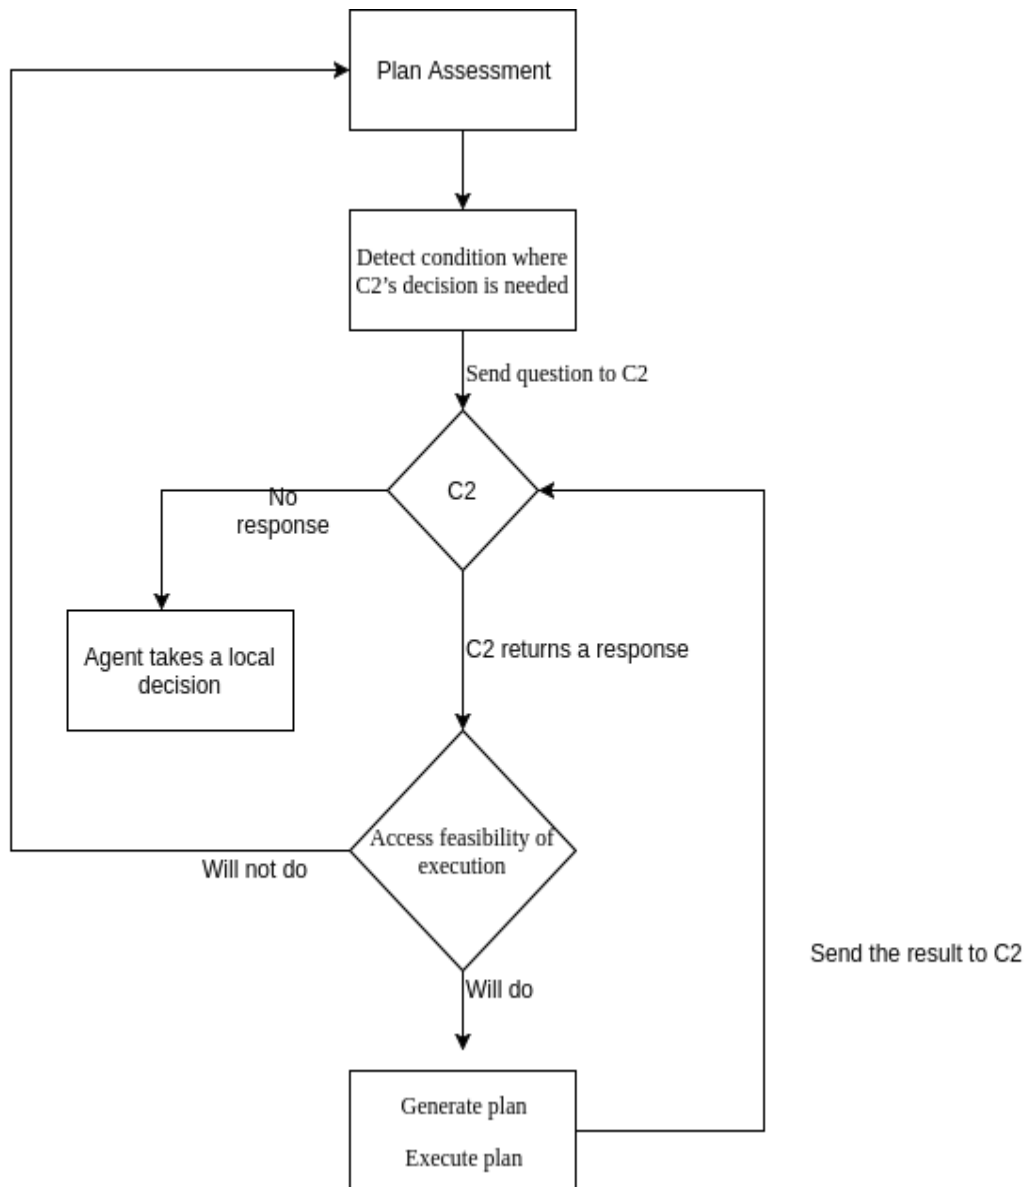 Plan Assessment
Detect condition where
C2’s decision is needed
Send question to C2
C2
No
response
Agent takes a local
decision
C2 returns a response
Access feasibility of
execution
Will not do
Send the result to C2
Will do
Generate plan
Execute plan